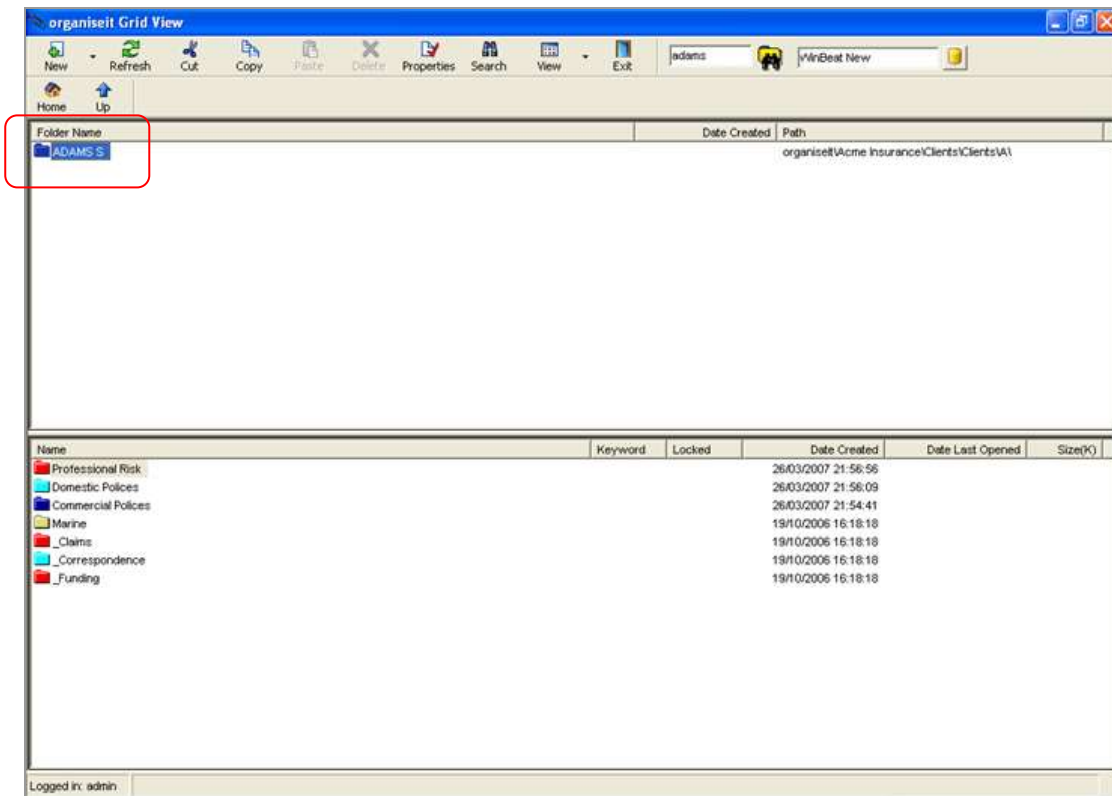 organiseit Grid View
New Refresh Cut Copy Paste Delete Properties Search View Exit adams WinBeat New
Home Up
Folder Name Date Created Path
ADAMS S organiseit\Acme Insurance\Clients\Clients\A\
Name Keyword Locked Date Created Date Last Opened Size(K)
Professional Risk 26/03/2007 21:56:56
Domestic Polices 26/03/2007 21:56:09
Commercial Polices 26/03/2007 21:54:41
Marine 19/10/2006 16:18:18
_Claims 19/10/2006 16:18:18
_Correspondence 19/10/2006 16:18:18
_Funding 19/10/2006 16:18:18
Logged in: admin